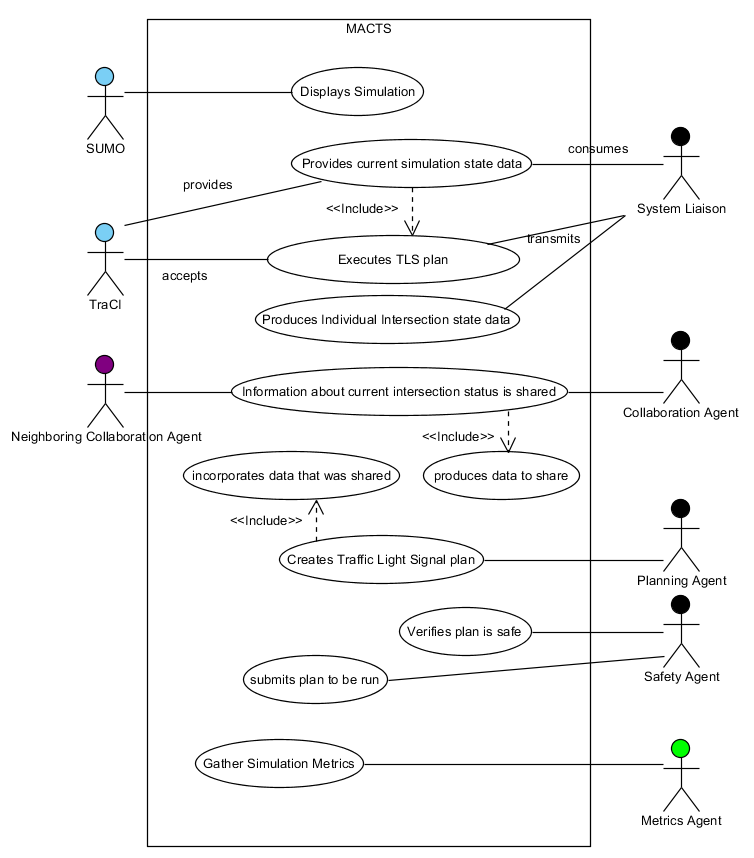 MACTS
Displays Simulation
SUMO
consumes
Provides current simulation state data
provides
<<Include>>
System Liaison
transmits
Executes TLS plan
accepts
TraCI
Produces Individual Intersection state data
Information about current intersection status is shared
Collaboration Agent
Neighboring Collaboration Agent
<<Include>>
incorporates data that was shared
produces data to share
<<Include>>
Creates Traffic Light Signal plan
Planning Agent
Verifies plan is safe
submits plan to be run
Safety Agent
Gather Simulation Metrics
Metrics Agent